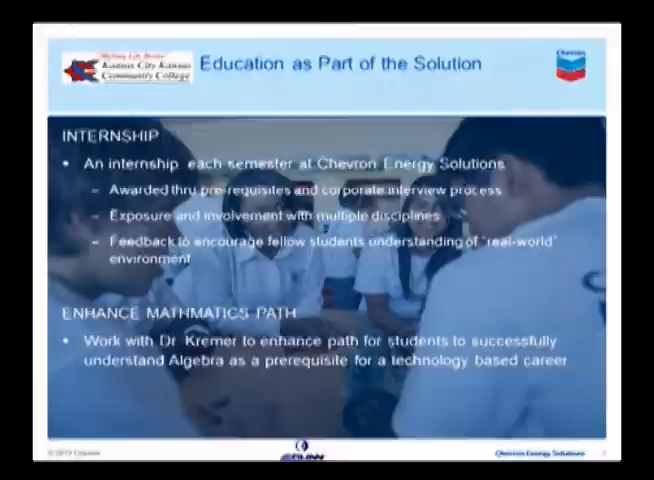 Kansas City Kansas
Community College
Education as Part of the Solution
Chevron
INTERNSHIP
• An internship each semester at Chevron Energy Solutions
– Awarded thru pre-requisites and corporate interview process
– Exposure and involvement with multiple disciplines
– Feedback to encourage fellow students understanding of "real-world"
environment
ENHANCE MATHMATICS PATH
• Work with Dr Kremer to enhance path for students to successfully
understand Algebra as a prerequisite for a technology based career
Chevron Energy Solutions